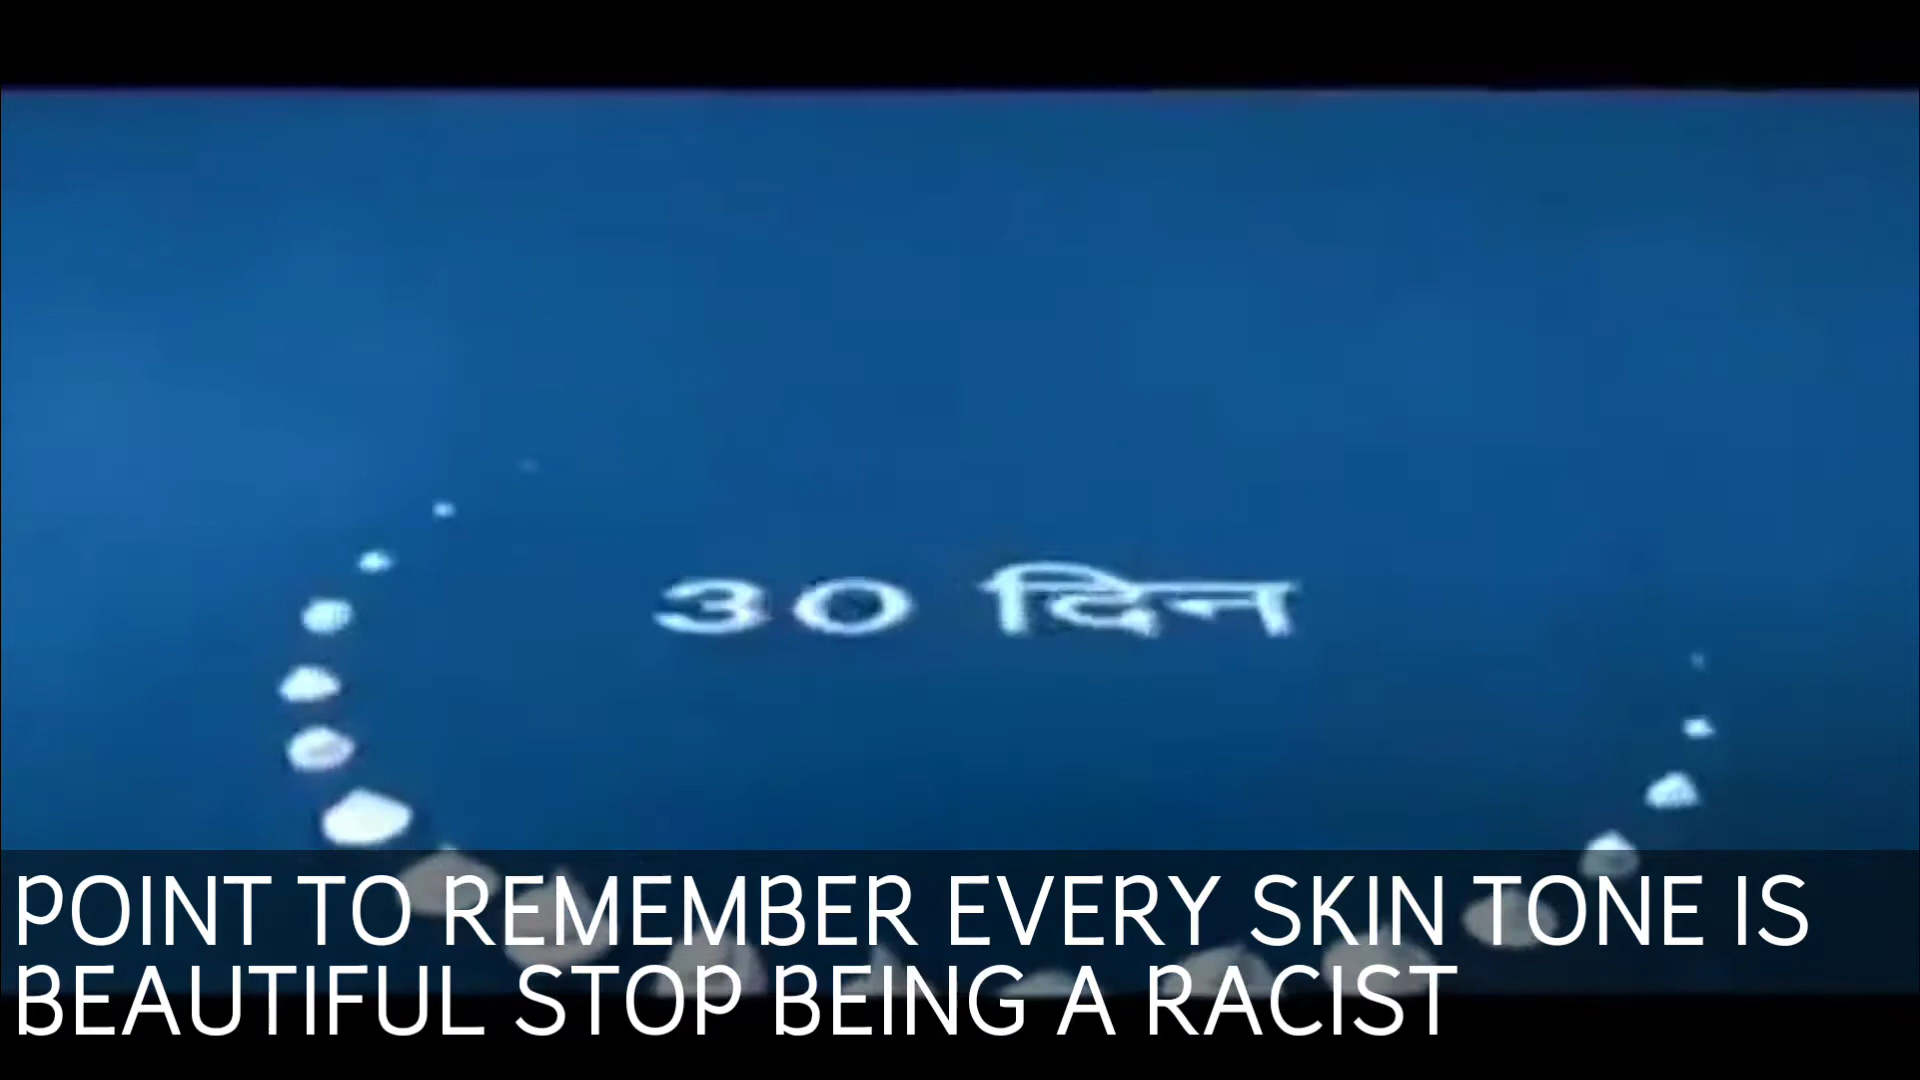 30 दिन
POINT TO REMEMBER EVERY SKIN TONE IS
BEAUTIFUL STOP BEING A RACIST